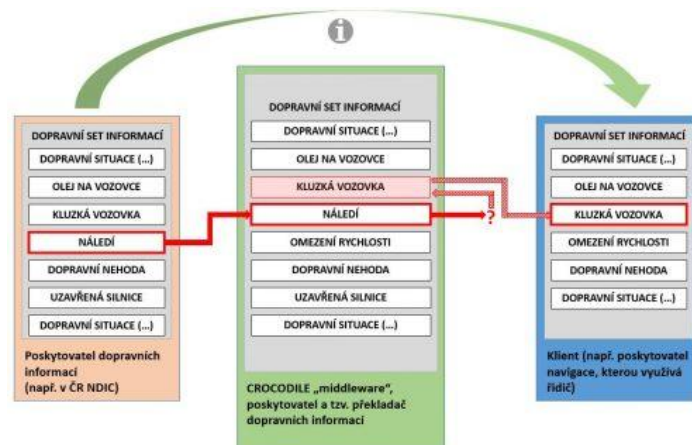 i
DOPRAVNÍ SET INFORMACÍ
DOPRAVNÍ SITUACE (...)
OLEJ NA VOZOVCE
KLUZKÁ VOZOVKA
NÁLEDÍ
DOPRAVNÍ NEHODA
UZAVŘENÁ SILNICE
DOPRAVNÍ SITUACE (...)
Poskytovatel dopravních
informací
(např. v ČR NDIC)
DOPRAVNÍ SET INFORMACÍ
DOPRAVNÍ SITUACE (...)
OLEJ NA VOZOVCE
KLUZKÁ VOZOVKA
NÁLEDÍ
OMEZENÍ RYCHLOSTI
DOPRAVNÍ NEHODA
UZAVŘENÁ SILNICE
DOPRAVNÍ SITUACE (...)
CROCODILE „middleware“,
poskytovatel a tzv. překladač
dopravních informací
?
DOPRAVNÍ SET INFORMACÍ
DOPRAVNÍ SITUACE (...)
OLEJ NA VOZOVCE
KLUZKÁ VOZOVKA
OMEZENÍ RYCHLOSTI
DOPRAVNÍ NEHODA
DOPRAVNÍ SITUACE (...)
Klient (např. poskytovatel
navigace, kterou využívá
řidič)